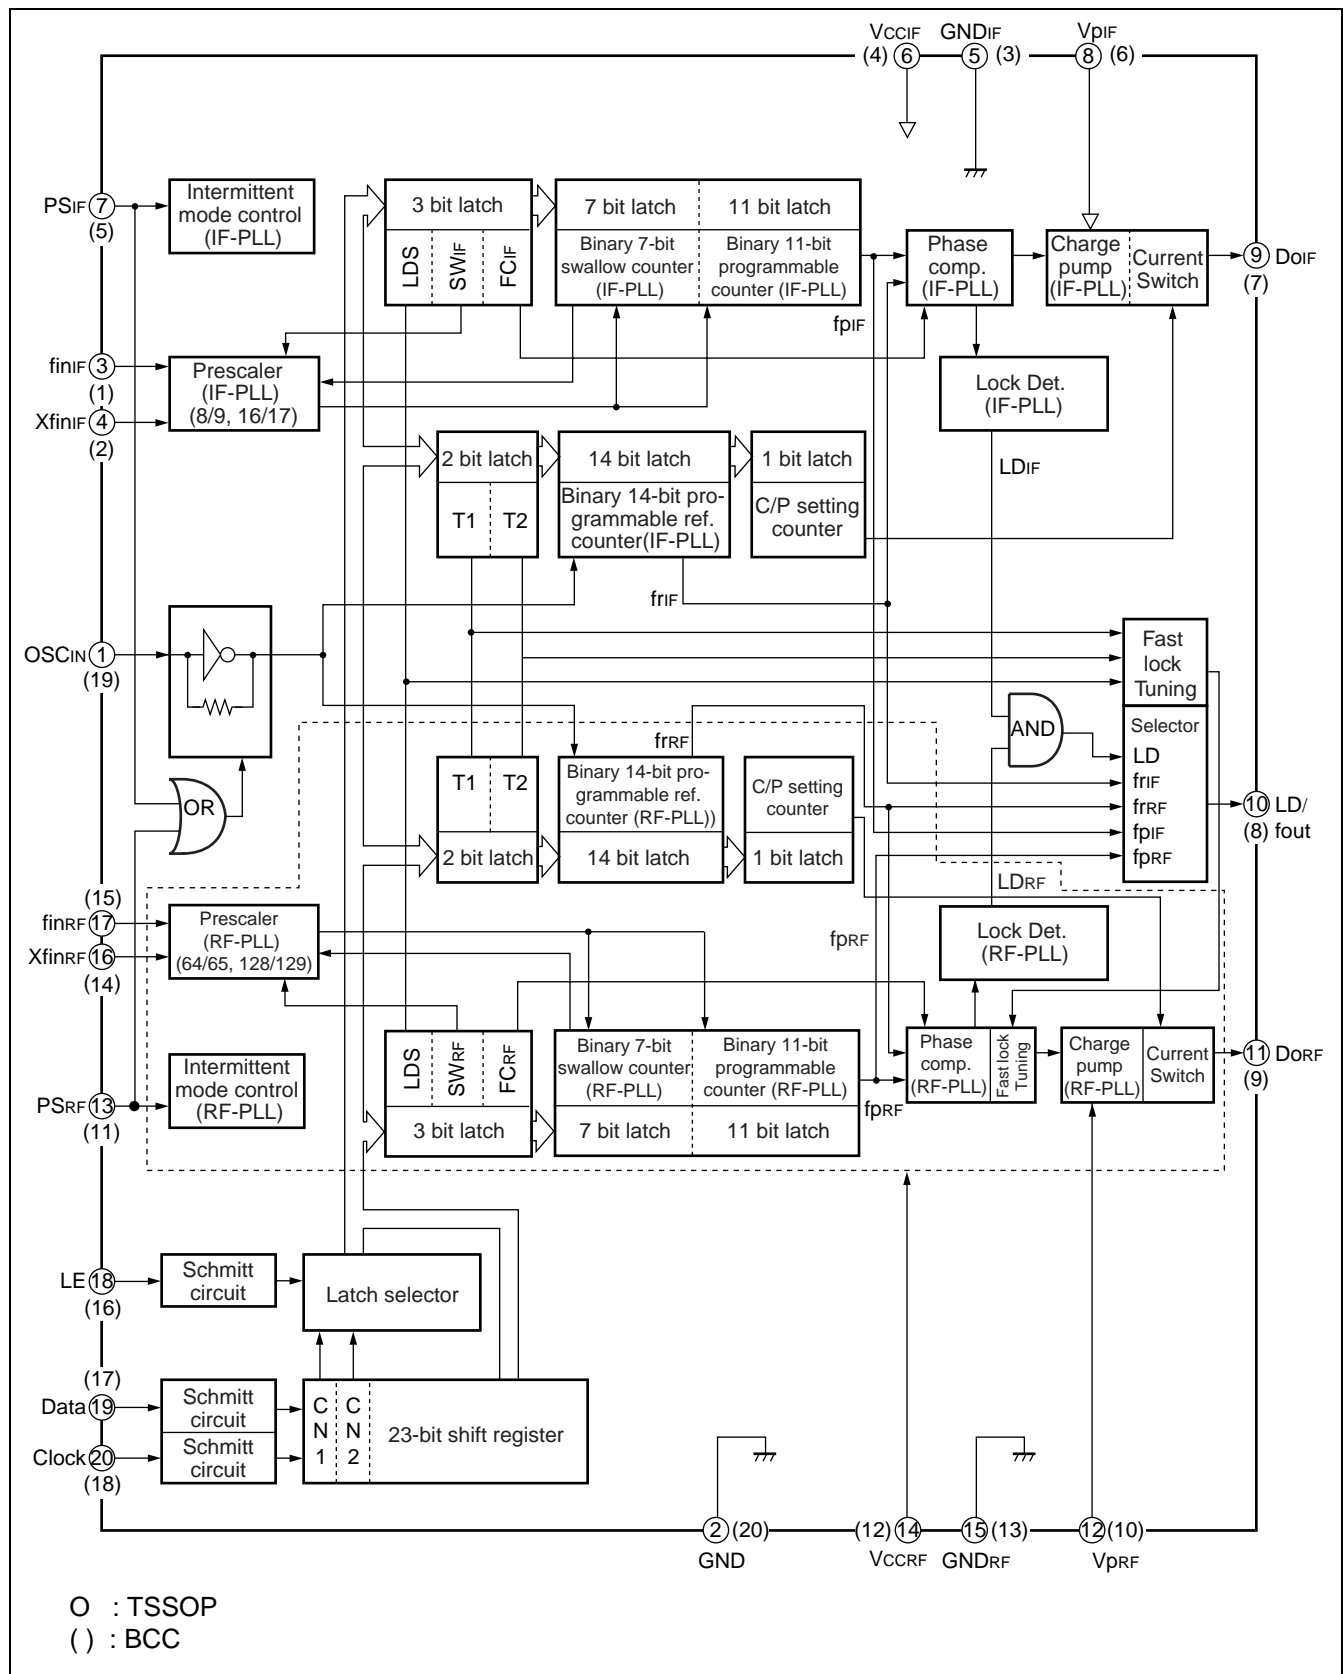 VCCIF GNDIF VpIF
(4) 6 5 (3) 8 (6)
PSIF 7
(5)
Intermittent
mode control
(IF-PLL)
3 bit latch
LDS
SWIF
FCIF
7 bit latch
11 bit latch
Binary 7-bit
swallow counter
(IF-PLL)
Binary 11-bit
programmable
counter (IF-PLL)
fpIF
Phase
comp.
(IF-PLL)
Charge
pump
(IF-PLL)
Current
Switch
9 DoIF
(7)
finIF 3
(1)
XfinIF 4
(2)
Prescaler
(IF-PLL)
(8/9, 16/17)
Lock Det.
(IF-PLL)
LDIF
2 bit latch
T1
T2
14 bit latch
Binary 14-bit pro-
grammable ref.
counter(IF-PLL)
1 bit latch
C/P setting
counter
frIF
OSCIN 1
(19)
Fast
lock
Tuning
OR
AND
Selector
LD
frIF
frRF
fpIF
fpRF
10 LD/
(8) fout
frRF
T1
T2
2 bit latch
Binary 14-bit pro-
grammable ref.
counter (RF-PLL))
14 bit latch
C/P setting
counter
1 bit latch
LDRF
(15)
finRF 17
XfinRF 16
(14)
Prescaler
(RF-PLL)
(64/65, 128/129)
fpRF
Lock Det.
(RF-PLL)
LDS
SWRF
FCRF
3 bit latch
Binary 7-bit
swallow counter
(RF-PLL)
Binary 11-bit
programmable
counter (RF-PLL)
7 bit latch
11 bit latch
fpRF
Phase
comp.
(RF-PLL)
Fast lock
Tuning
Charge
pump
(RF-PLL)
Current
Switch
11 DoRF
(9)
Intermittent
mode control
(RF-PLL)
PSRF 13
(11)
LE 18
(16)
Schmitt
circuit
Latch selector
(17)
Data 19
Clock 20
(18)
Schmitt
circuit
Schmitt
circuit
C
N
1
C
N
2
23-bit shift register
2 (20) (12) 14 15 (13) 12 (10)
GND VCCRF GNDRF VpRF
O : TSSOP
( ) : BCC